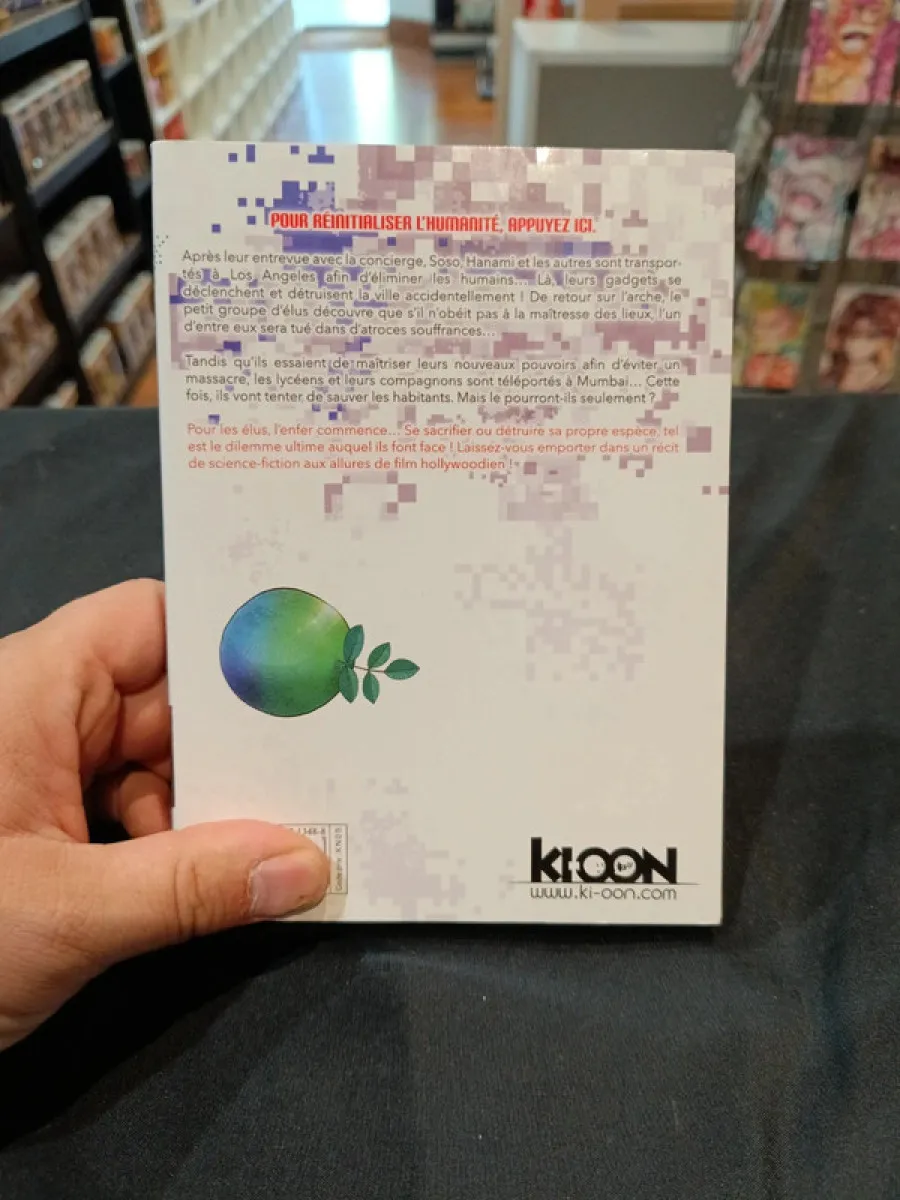 POUR RÉINITIALISER L'HUMANITÉ, APPUYEZ ICI.
Après leur entrevue avec la concierge, Soso, Hanami et les autres sont transpor-
tés à Los Angeles afin d'éliminer les humains... Là, leurs gadgets se
déclenchent et détruisent la ville accidentellement ! De retour sur l'arche, le
petit groupe d'élus découvre que s'il n'obéit pas à la maîtresse des lieux, l'un
d'entre eux sera tué dans d'atroces souffrances...
Tandis qu'ils essaient de maîtriser leurs nouveaux pouvoirs afin d'éviter un
massacre, les lycéens et leurs compagnons sont téléportés à Mumbai... Cette
fois, ils vont tenter de sauver les habitants. Mais le pourront-ils seulement ?
Pour les élus, l'enfer commence... Se sacrifier ou détruire sa propre espèce, tel
est le dilemme ultime auquel ils font face ! Laissez-vous emporter dans un récit
de science-fiction aux allures de film hollywoodien !
Code prix : KN05
KI-OON
www.ki-oon.com